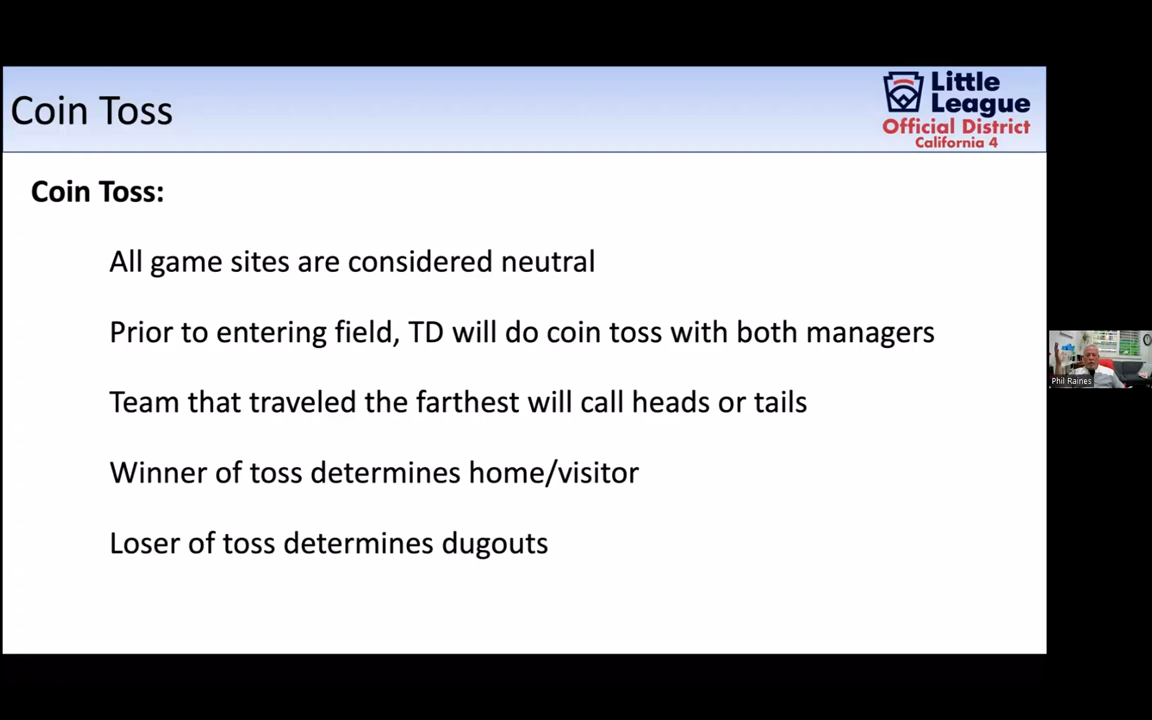 Coin Toss
Little
League
Official District
California 4
Coin Toss:
All game sites are considered neutral
Prior to entering field, TD will do coin toss with both managers
Team that traveled the farthest will call heads or tails
Winner of toss determines home/visitor
Loser of toss determines dugouts
Phil Raines